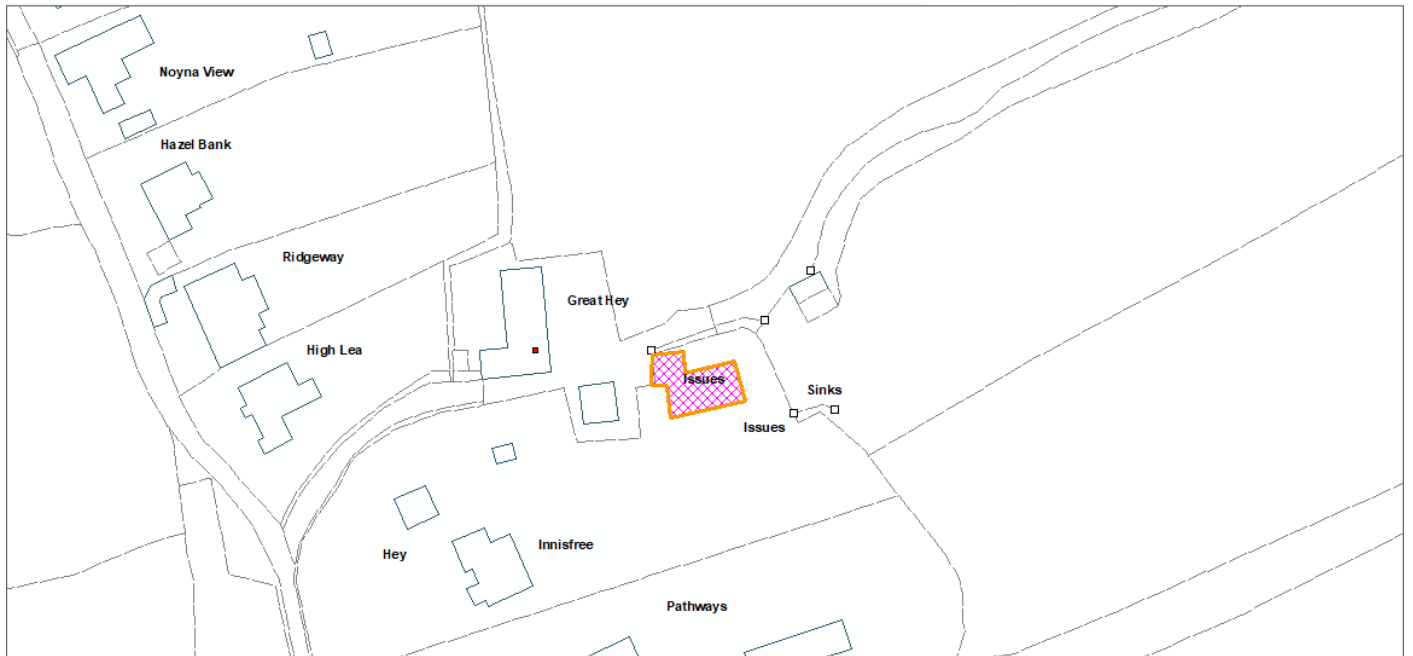 Noyna View
Hazel Bank
Ridgeway
Great Hey
High Lea
Issues
Sinks
Issues
Innisfree
Hey
Pathways